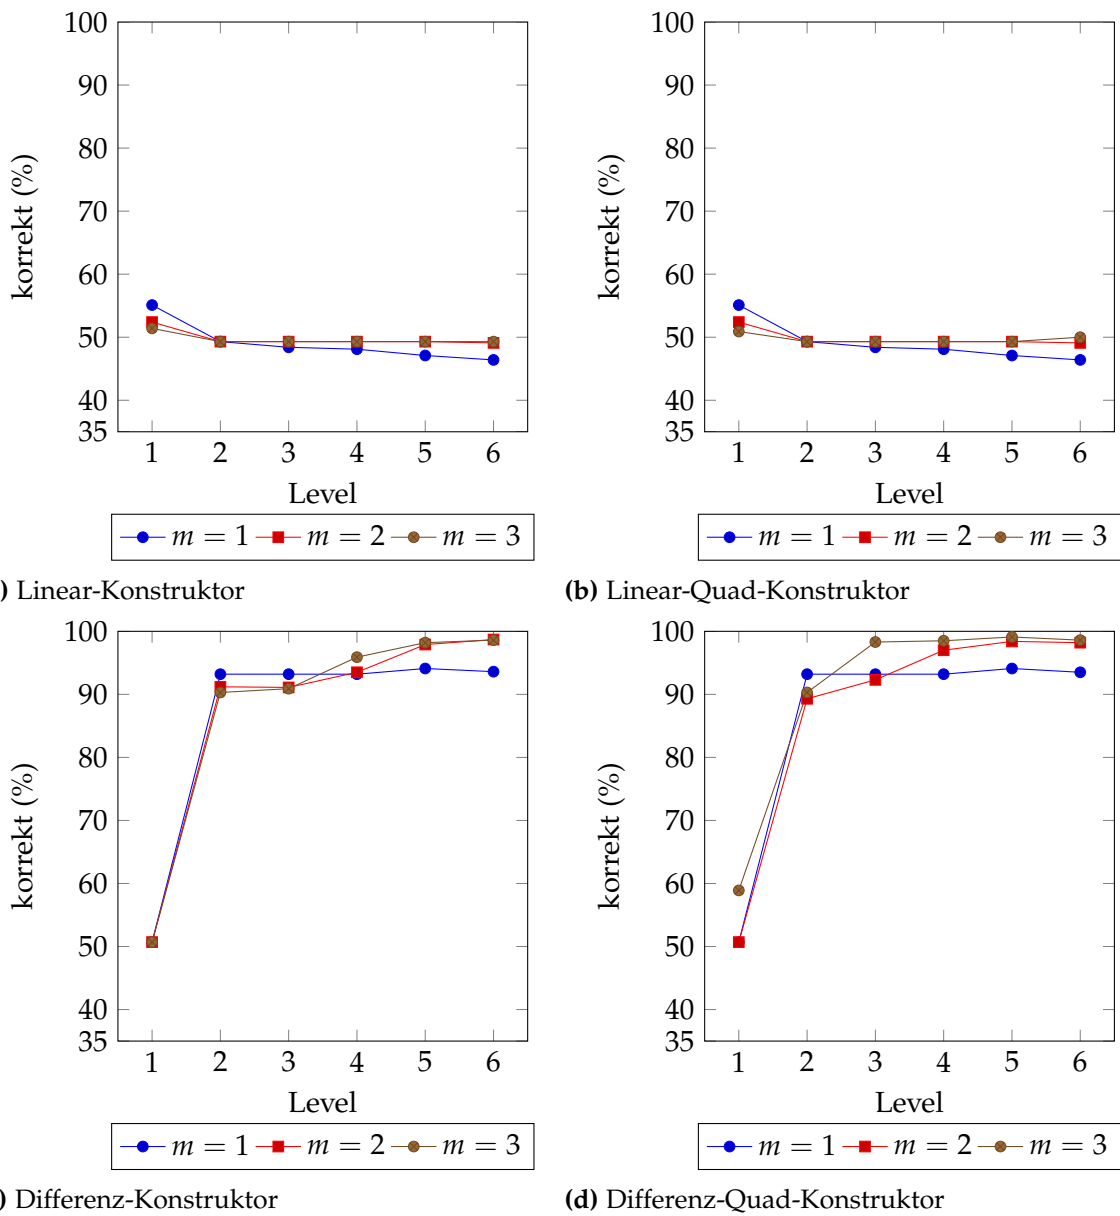 100
90
80
70
60
50
40
35
korrekt (%)
1 2 3 4 5 6
Level
m = 1 m = 2 m = 3
) Linear-Konstruktor
100
90
80
70
60
50
40
35
korrekt (%)
1 2 3 4 5 6
Level
m = 1 m = 2 m = 3
(b) Linear-Quad-Konstruktor
100
90
80
70
60
50
40
35
korrekt (%)
1 2 3 4 5 6
Level
m = 1 m = 2 m = 3
) Differenz-Konstruktor
100
90
80
70
60
50
40
35
korrekt (%)
1 2 3 4 5 6
Level
m = 1 m = 2 m = 3
(d) Differenz-Quad-Konstruktor